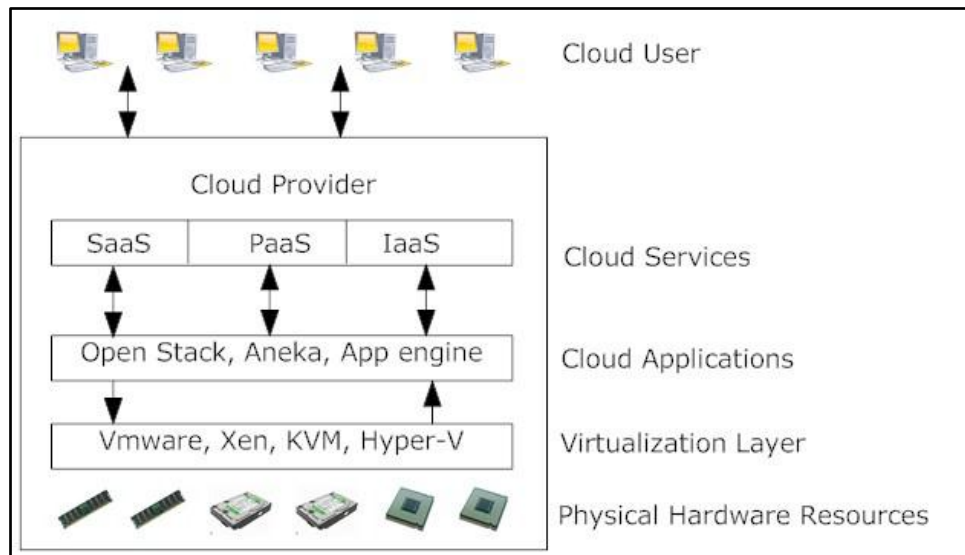 Cloud User
Cloud Provider
SaaS PaaS IaaS
Cloud Services
Open Stack, Aneka, App engine
Cloud Applications
Vmware, Xen, KVM, Hyper-V
Virtualization Layer
Physical Hardware Resources